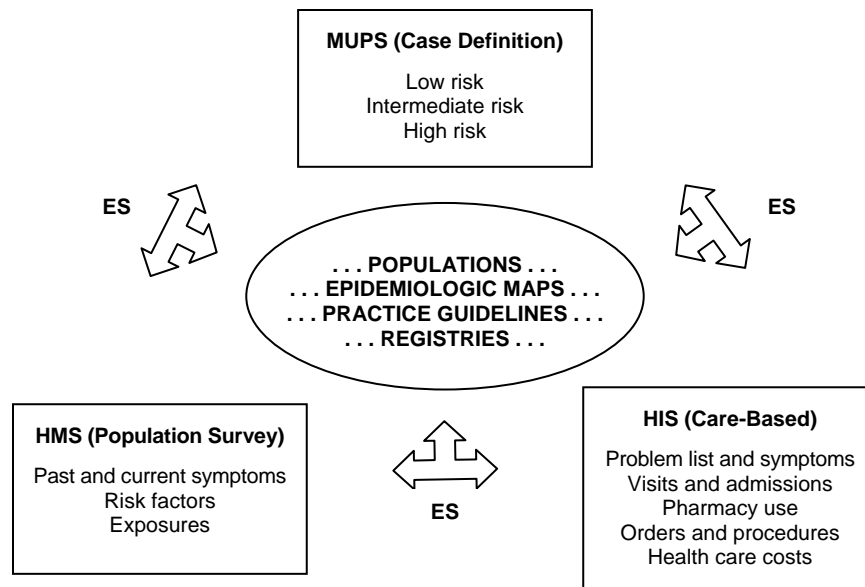 MUPS (Case Definition)
Low risk
Intermediate risk
High risk
ES
ES
. . . POPULATIONS . . .
. . . EPIDEMIOLOGIC MAPS . . .
. . . PRACTICE GUIDELINES . . .
. . . REGISTRIES . . .
HMS (Population Survey)
Past and current symptoms
Risk factors
Exposures
ES
HIS (Care-Based)
Problem list and symptoms
Visits and admissions
Pharmacy use
Orders and procedures
Health care costs